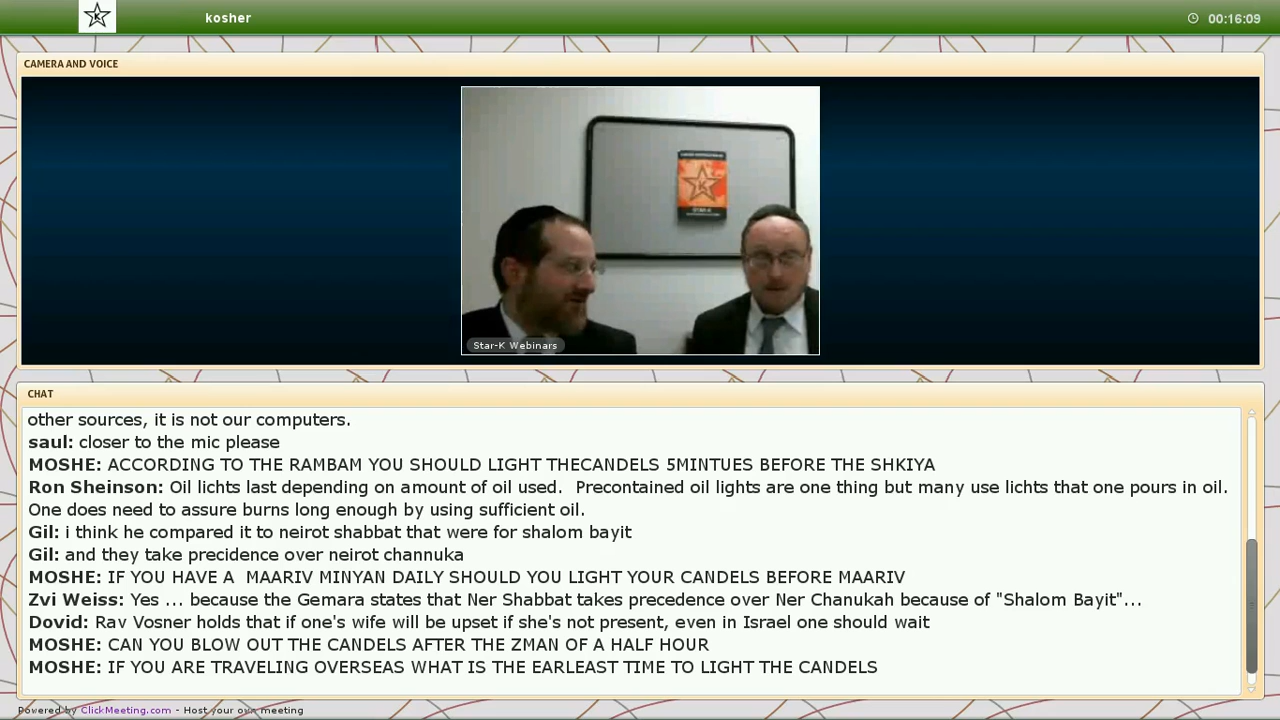 K
kosher
00:16:09
CAMERA AND VOICE
K
Star-K Webinars
CHAT
other sources, it is not our computers.
saul: closer to the mic please
MOSHE: ACCORDING TO THE RAMBAM YOU SHOULD LIGHT THECANDELS 5MINTUES BEFORE THE SHKIYA
Ron Sheinson: Oil lichts last depending on amount of oil used.  Precontained oil lights are one thing but many use lichts that one pours in oil.
One does need to assure burns long enough by using sufficient oil.
Gil: i think he compared it to neirot shabbat that were for shalom bayit
Gil: and they take precidence over neirot channuka
MOSHE: IF YOU HAVE A  MAARIV MINYAN DAILY SHOULD YOU LIGHT YOUR CANDELS BEFORE MAARIV
Zvi Weiss: Yes ... because the Gemara states that Ner Shabbat takes precedence over Ner Chanukah because of "Shalom Bayit"...
Dovid: Rav Vosner holds that if one's wife will be upset if she's not present, even in Israel one should wait
MOSHE: CAN YOU BLOW OUT THE CANDELS AFTER THE ZMAN OF A HALF HOUR
MOSHE: IF YOU ARE TRAVELING OVERSEAS WHAT IS THE EARLEAST TIME TO LIGHT THE CANDELS
Powered by ClickMeeting.com - Host your own meeting